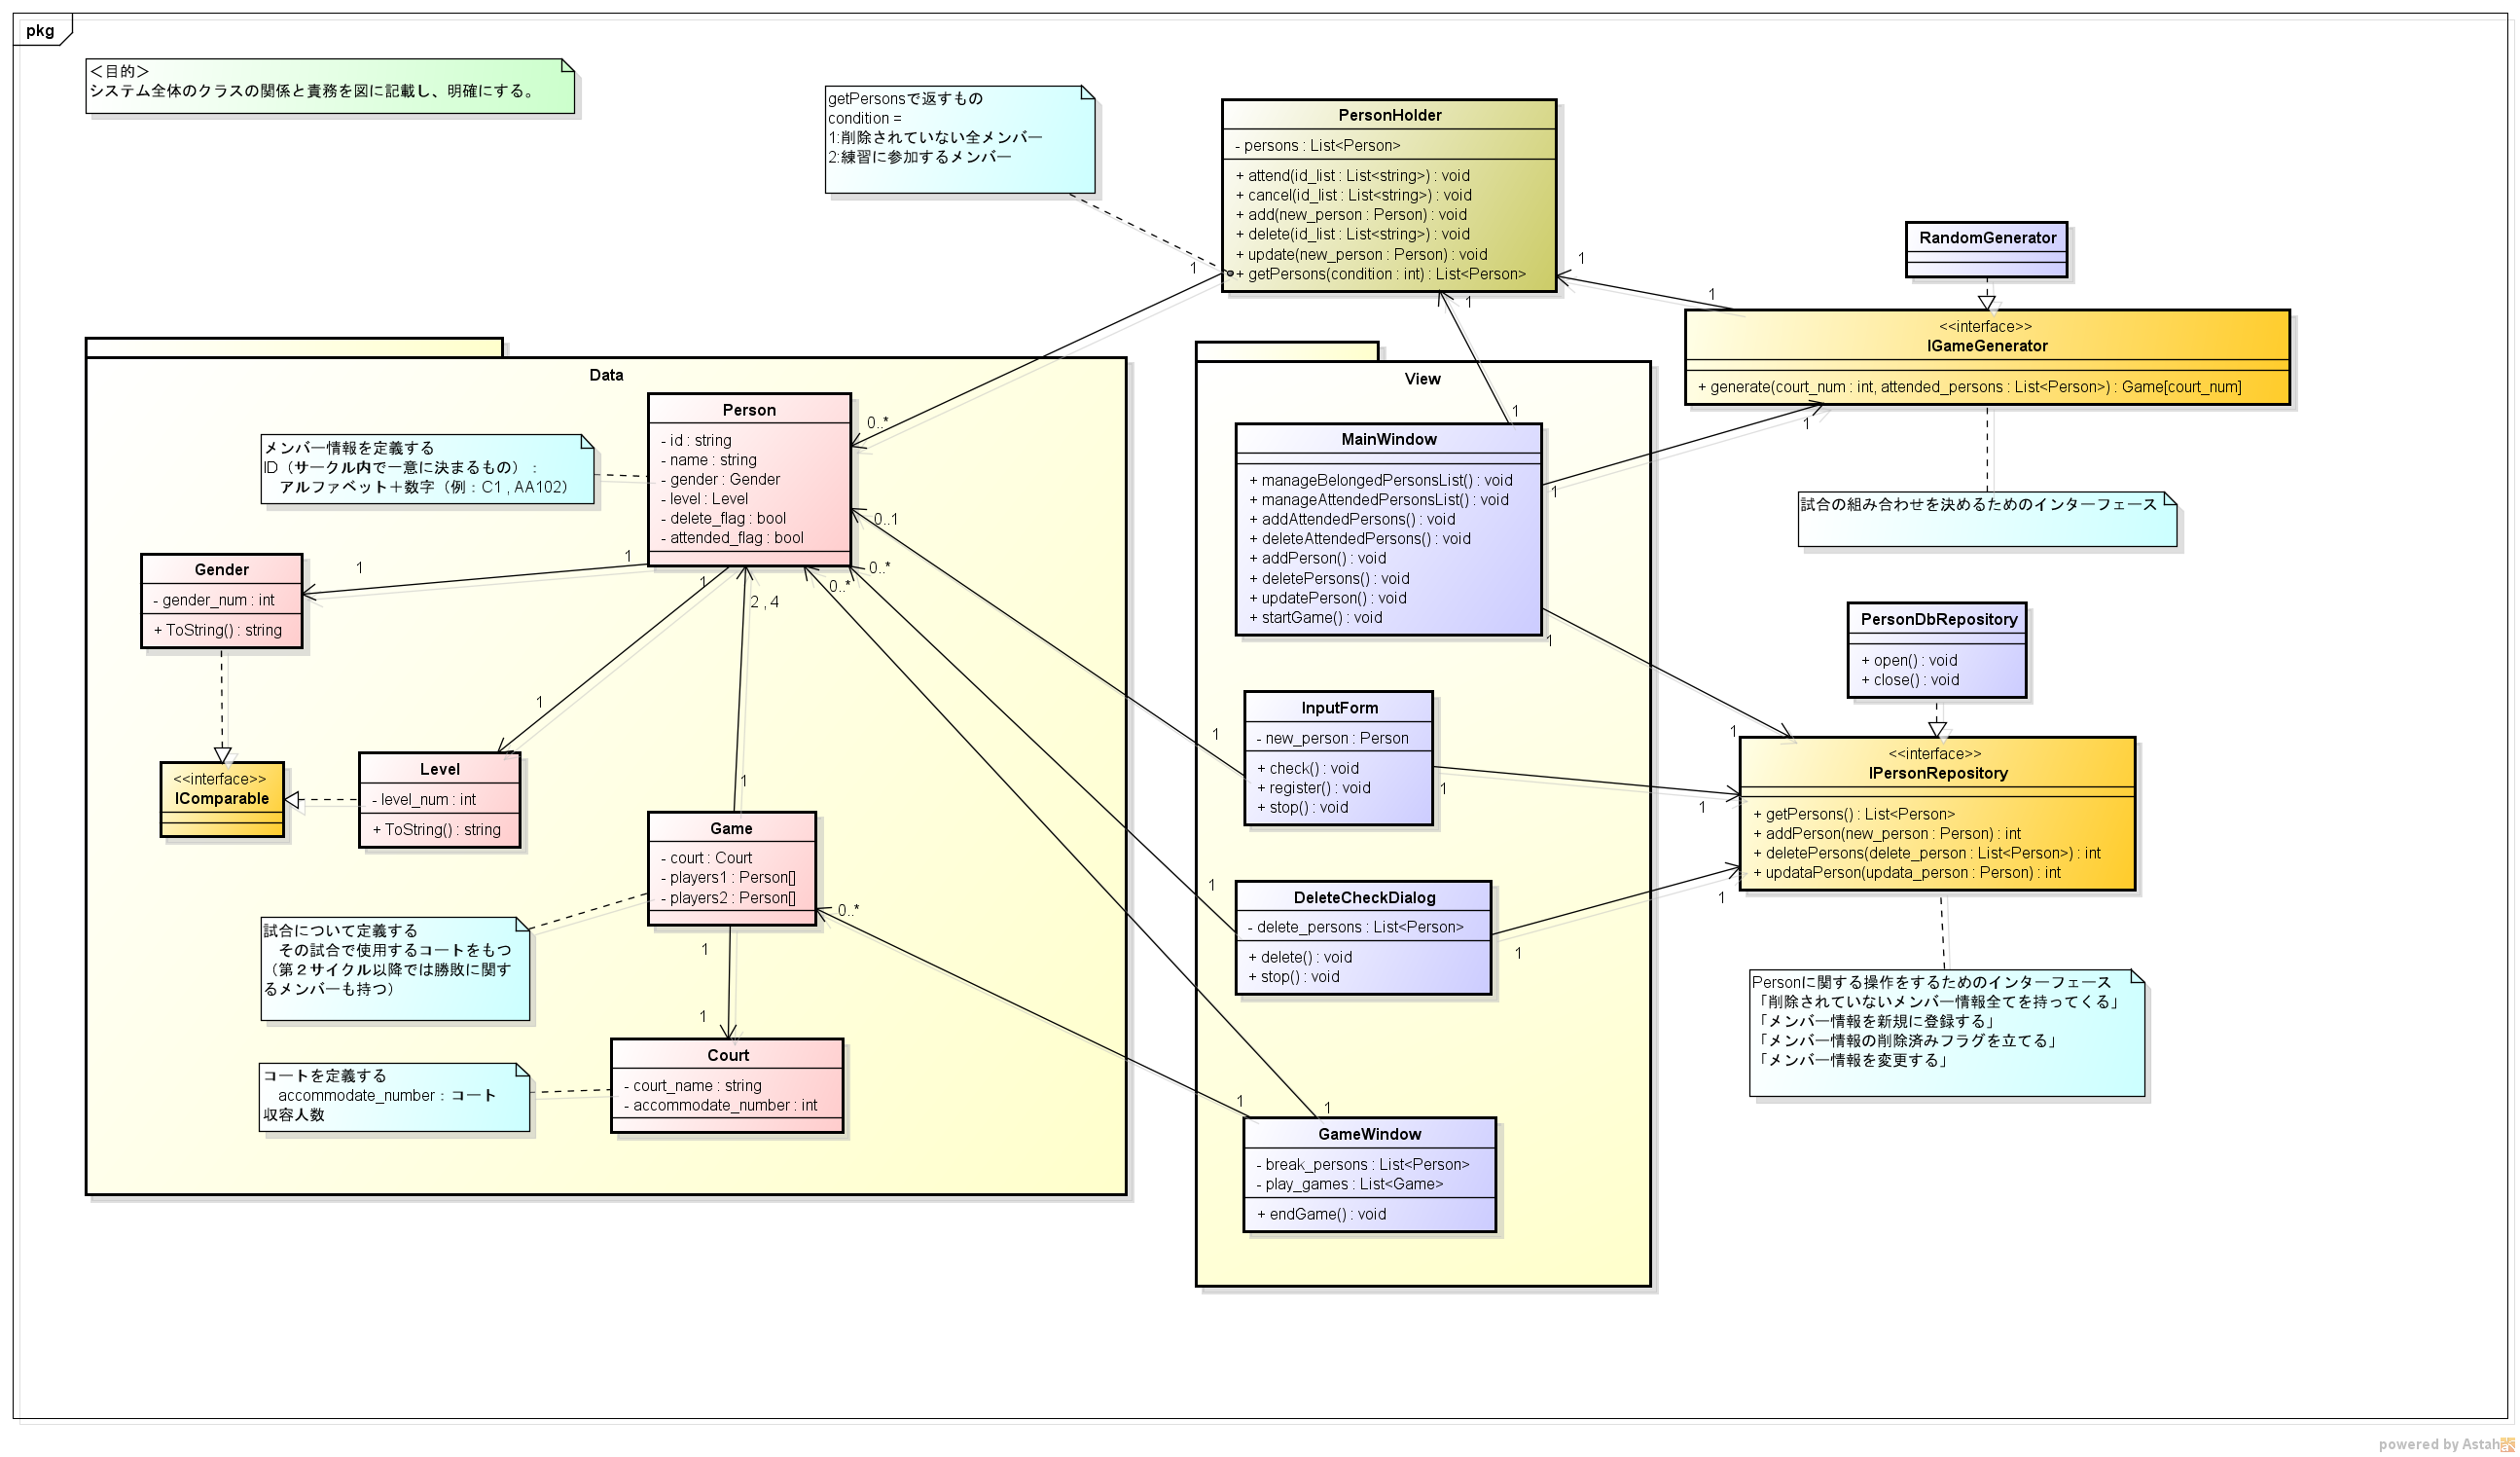 pkg
＜目的＞
システム全体のクラスの関係と責務を図に記載し、明確にする。
getPersonsで返すもの
condition =
1:削除されていない全メンバー
2:練習に参加するメンバー
PersonHolder
- persons : List<Person>
+ attend(id_list : List<string>) : void
+ cancel(id_list : List<string>) : void
+ add(new_person : Person) : void
+ delete(id_list : List<string>) : void
+ update(new_person : Person) : void
+ getPersons(condition : int) : List<Person>
1
1
1
1
RandomGenerator
<<interface>>
IGameGenerator
+ generate(court_num : int, attended_persons : List<Person>) : Game[court_num]
1
1
試合の組み合わせを決めるためのインターフェース
Data
Person
- id : string
- name : string
- gender : Gender
- level : Level
- delete_flag : bool
- attended_flag : bool
0..*
0..1
0..*
0..*
2 , 4
1
1
1
1
メンバー情報を定義する
ID（サークル内で一意に決まるもの）：
アルファベット＋数字（例：C1 , AA102）
Gender
- gender_num : int
+ ToString() : string
<<interface>>
IComparable
Level
- level_num : int
+ ToString() : string
1
Game
- court : Court
- players1 : Person[]
- players2 : Person[]
0..*
1
1
試合について定義する
その試合で使用するコートをもつ
（第２サイクル以降では勝敗に関す
るメンバーも持つ）
Court
- court_name : string
- accommodate_number : int
コートを定義する
accommodate_number：コート
収容人数
View
1
MainWindow
+ manageBelongedPersonsList() : void
+ manageAttendedPersonsList() : void
+ addAttendedPersons() : void
+ deleteAttendedPersons() : void
+ addPerson() : void
+ deletePersons() : void
+ updatePerson() : void
+ startGame() : void
1
1
InputForm
- new_person : Person
+ check() : void
+ register() : void
+ stop() : void
1
1
DeleteCheckDialog
- delete_persons : List<Person>
+ delete() : void
+ stop() : void
1
1
1
GameWindow
- break_persons : List<Person>
- play_games : List<Game>
+ endGame() : void
PersonDbRepository
+ open() : void
+ close() : void
<<interface>>
IPersonRepository
+ getPersons() : List<Person>
+ addPerson(new_person : Person) : int
+ deletePersons(delete_person : List<Person>) : int
+ updataPerson(updata_person : Person) : int
1
1
Personに関する操作をするためのインターフェース
「削除されていないメンバー情報全てを持ってくる」
「メンバー情報を新規に登録する」
「メンバー情報の削除済みフラグを立てる」
「メンバー情報を変更する」
powered by Astah